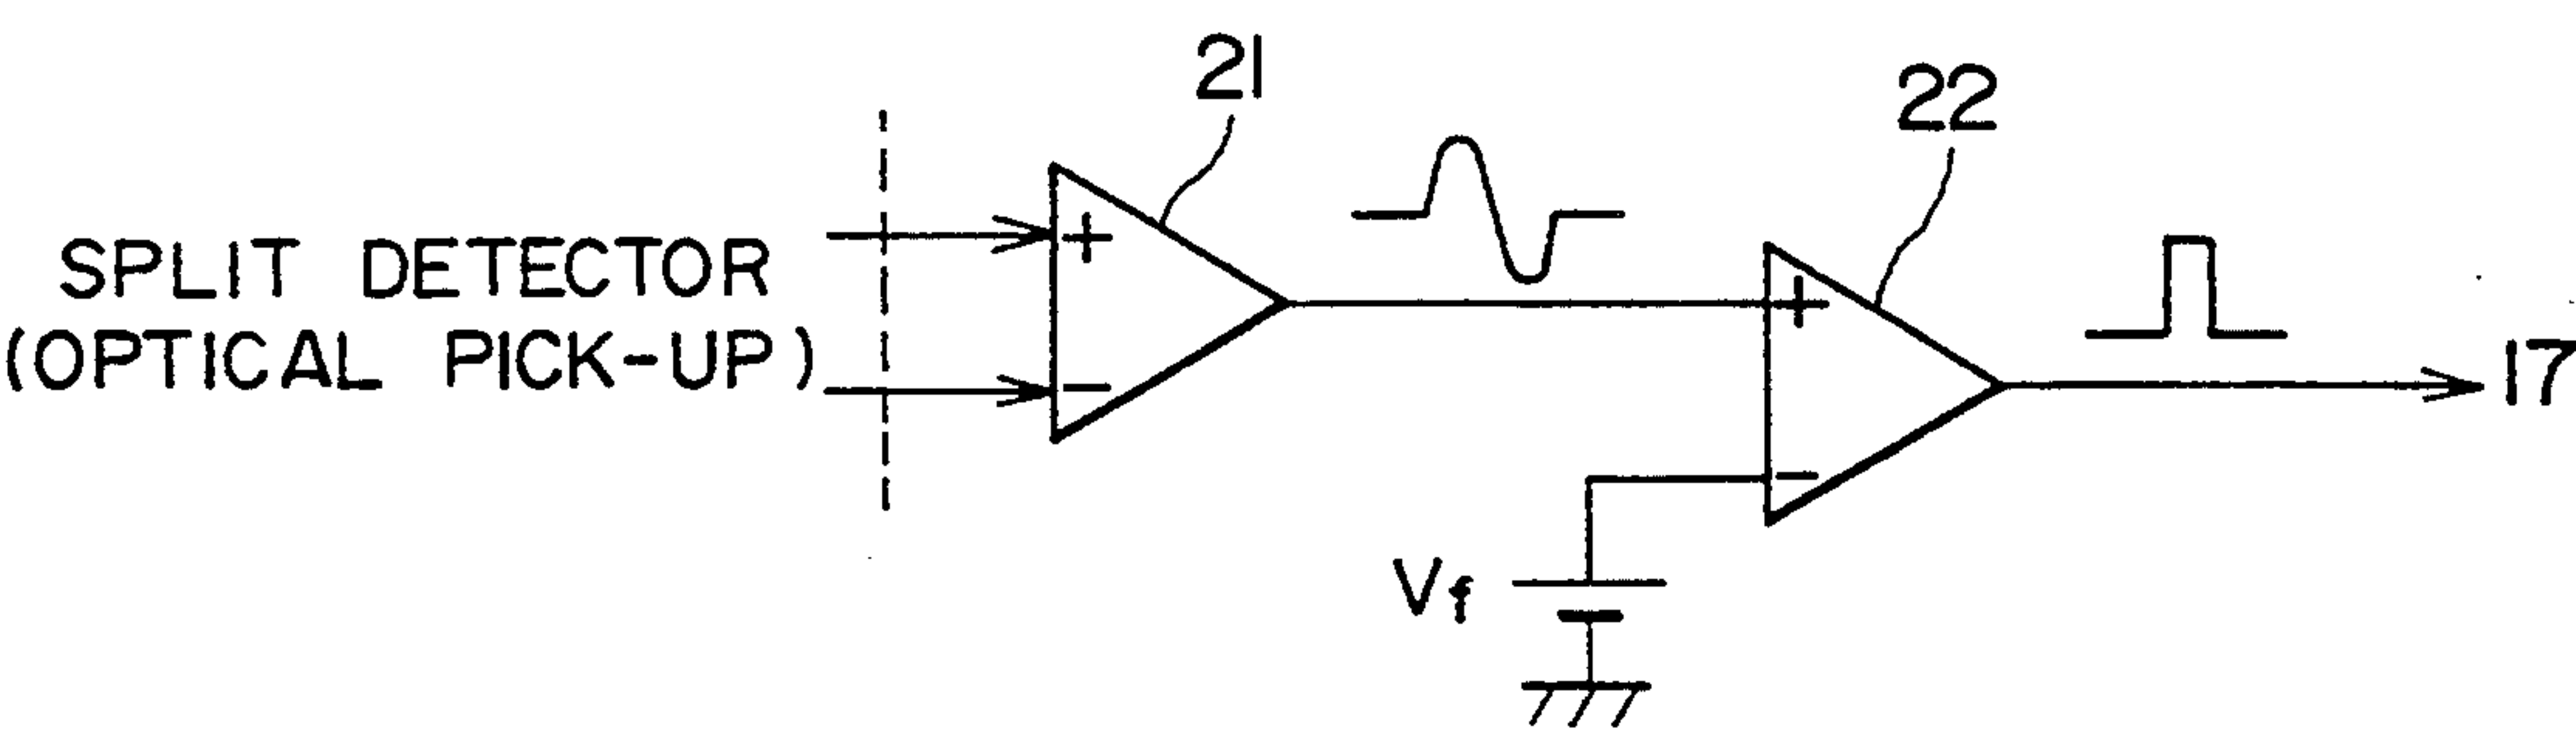 21
22
SPLIT DETECTOR
(OPTICAL PICK-UP)
+
-
+
-
17
Vf